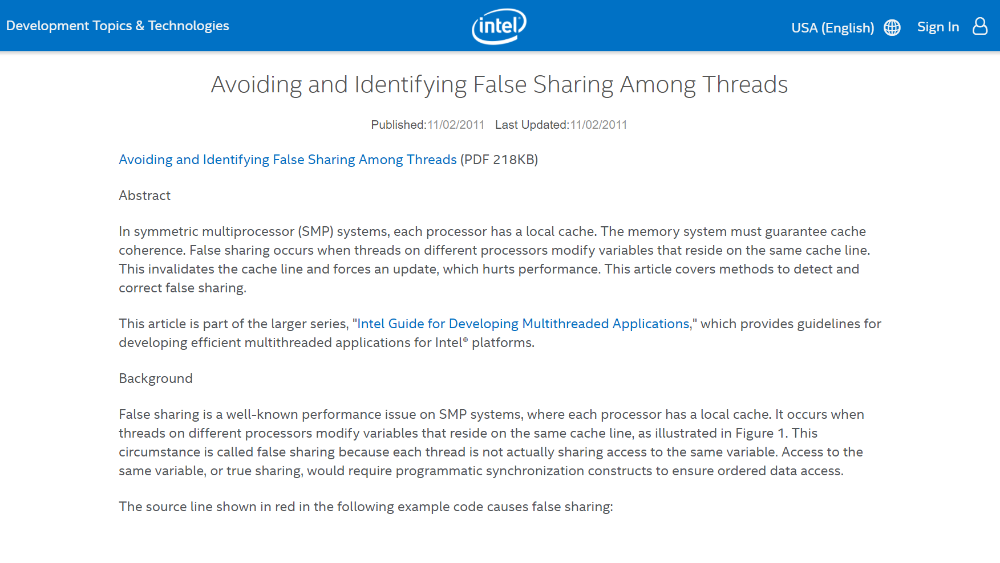 Development Topics & Technologies
intel
USA (English)
Sign In
Avoiding and Identifying False Sharing Among Threads
Published:11/02/2011 Last Updated:11/02/2011
Avoiding and Identifying False Sharing Among Threads (PDF 218KB)
Abstract
In symmetric multiprocessor (SMP) systems, each processor has a local cache. The memory system must guarantee cache
coherence. False sharing occurs when threads on different processors modify variables that reside on the same cache line.
This invalidates the cache line and forces an update, which hurts performance. This article covers methods to detect and
correct false sharing.
This article is part of the larger series, "Intel Guide for Developing Multithreaded Applications," which provides guidelines for
developing efficient multithreaded applications for Intel® platforms.
Background
False sharing is a well-known performance issue on SMP systems, where each processor has a local cache. It occurs when
threads on different processors modify variables that reside on the same cache line, as illustrated in Figure 1. This
circumstance is called false sharing because each thread is not actually sharing access to the same variable. Access to the
same variable, or true sharing, would require programmatic synchronization constructs to ensure ordered data access.
The source line shown in red in the following example code causes false sharing: